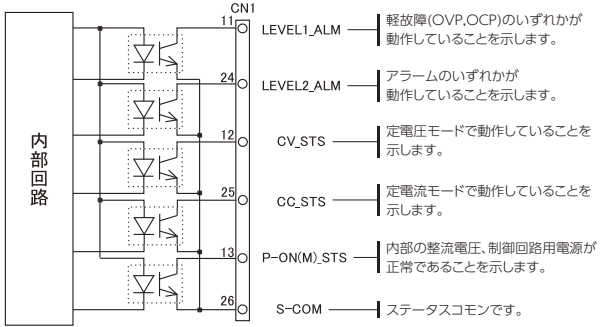 CN1
11
LEVEL1_ALM
軽故障(OVP,OCP)のいずれかが
動作していることを示します。
24
LEVEL2_ALM
アラームのいずれかが
動作していることを示します。
12
CV_STS
定電圧モードで動作していることを
示します。
内部回路
25
CC_STS
定電流モードで動作していることを
示します。
13
P-ON(M)_STS
内部の整流電圧、制御回路用電源が
正常であることを示します。
26
S-COM
ステータスコモンです。